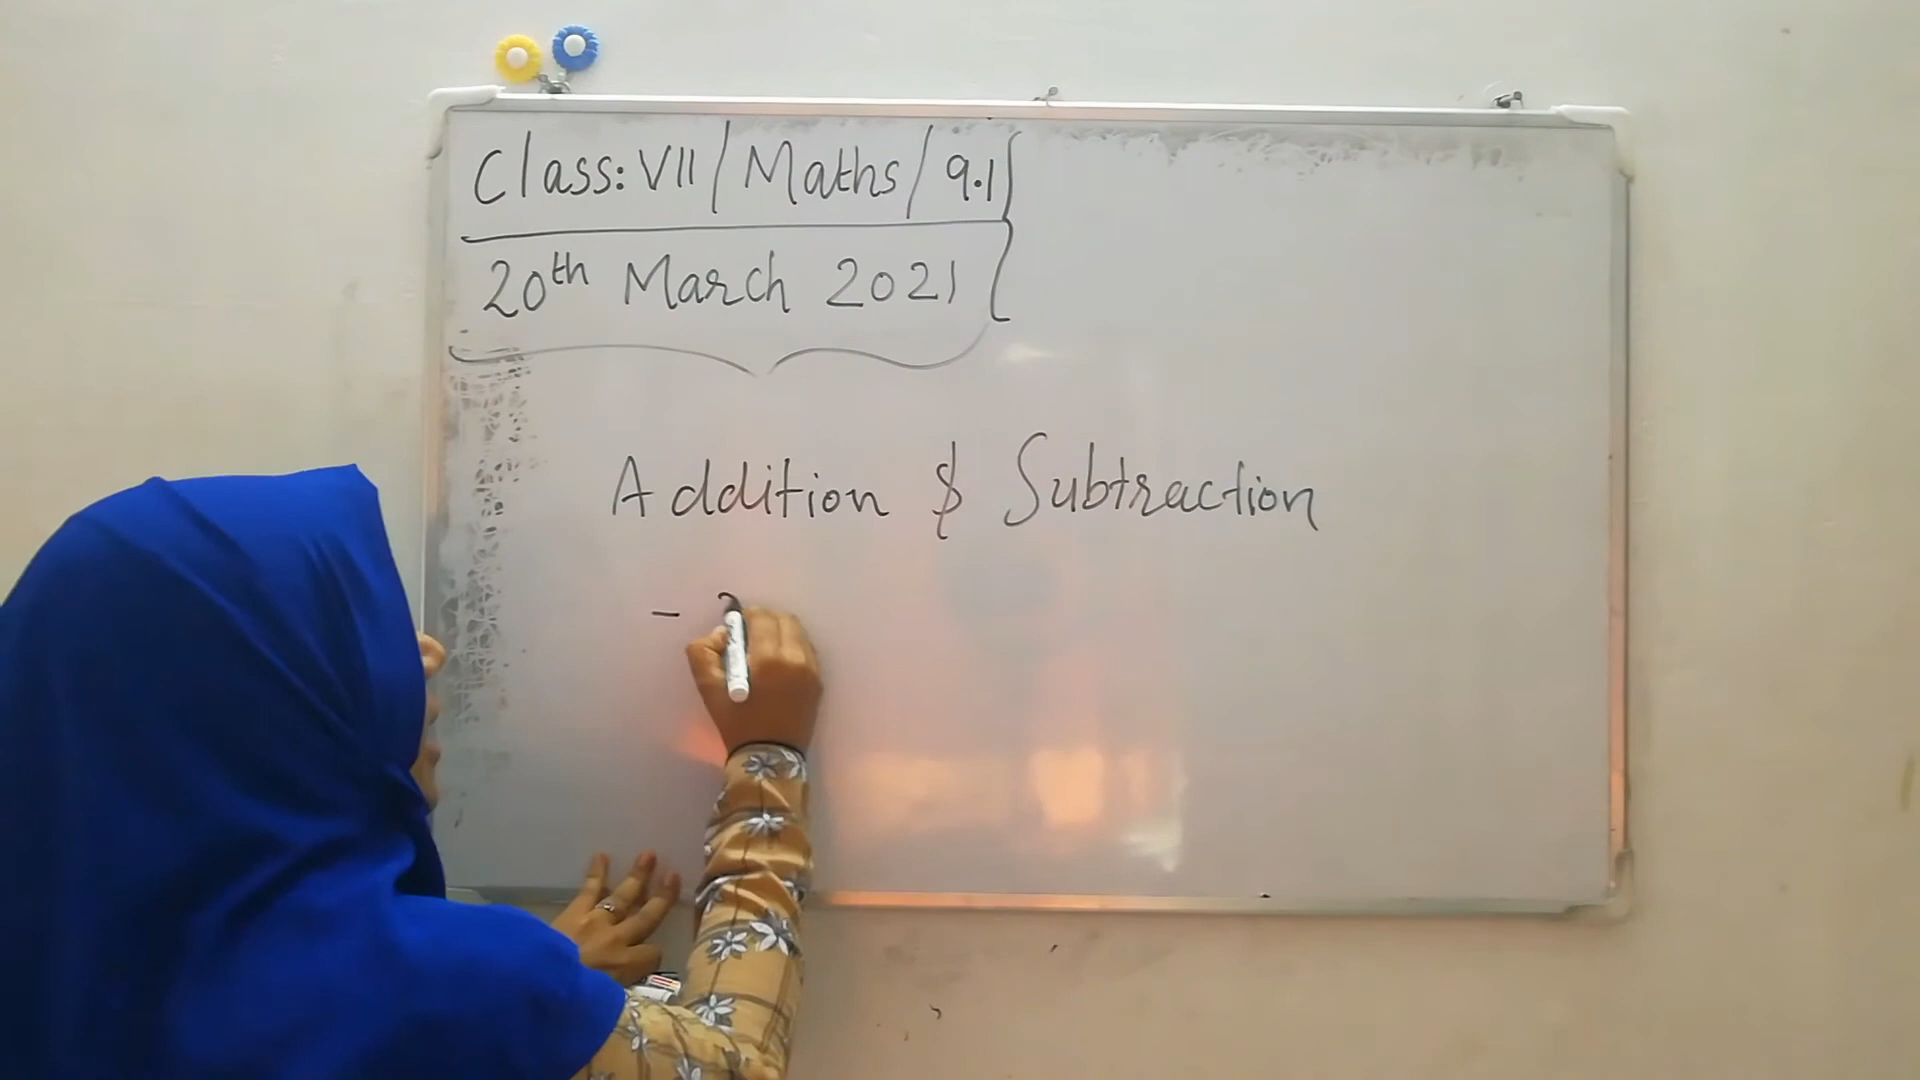 Class: VII / Maths / 9.1
20th March 2021
Addition & Subtraction
-